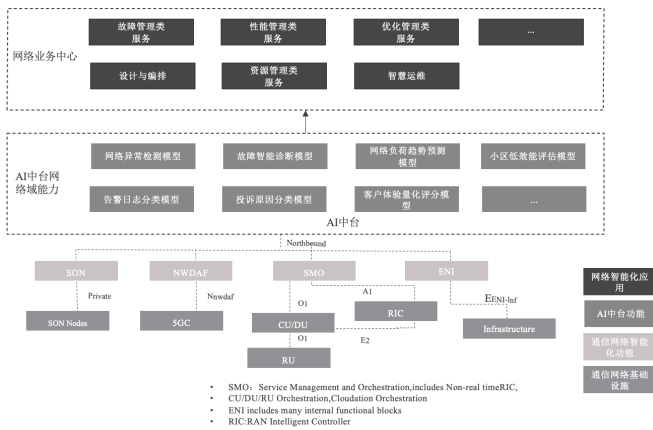 故障管理类
服务
性能管理类
服务
优化管理类
服务
...
网络业务中心
设计与编排
资源管理类
服务
智慧运维
AI中台网
络域能力
网络异常检测模型
故障智能诊断模型
网络负荷趋势预测
模型
小区低效能评估模型
告警日志分类模型
投诉原因分类模型
客户体验量化评分模
型
...
AI中台
Northbound
SON
NWDAF
SMO
ENI
Private
Nnwdaf
O1
A1
EENI-Inf
SON Nodes
5GC
CU/DU
RIC
Infrastructure
O1
E2
RU
网络智能化应
用
AI中台功能
通信网络智能
化功能
通信网络基础
设施
• SMO：Service Management and Orchestration,includes Non-real timeRIC,
• CU/DU/RU Orchestration,Cloudation Orchestration
• ENI includes many internal functional blocks
• RIC:RAN Intelligent Controller